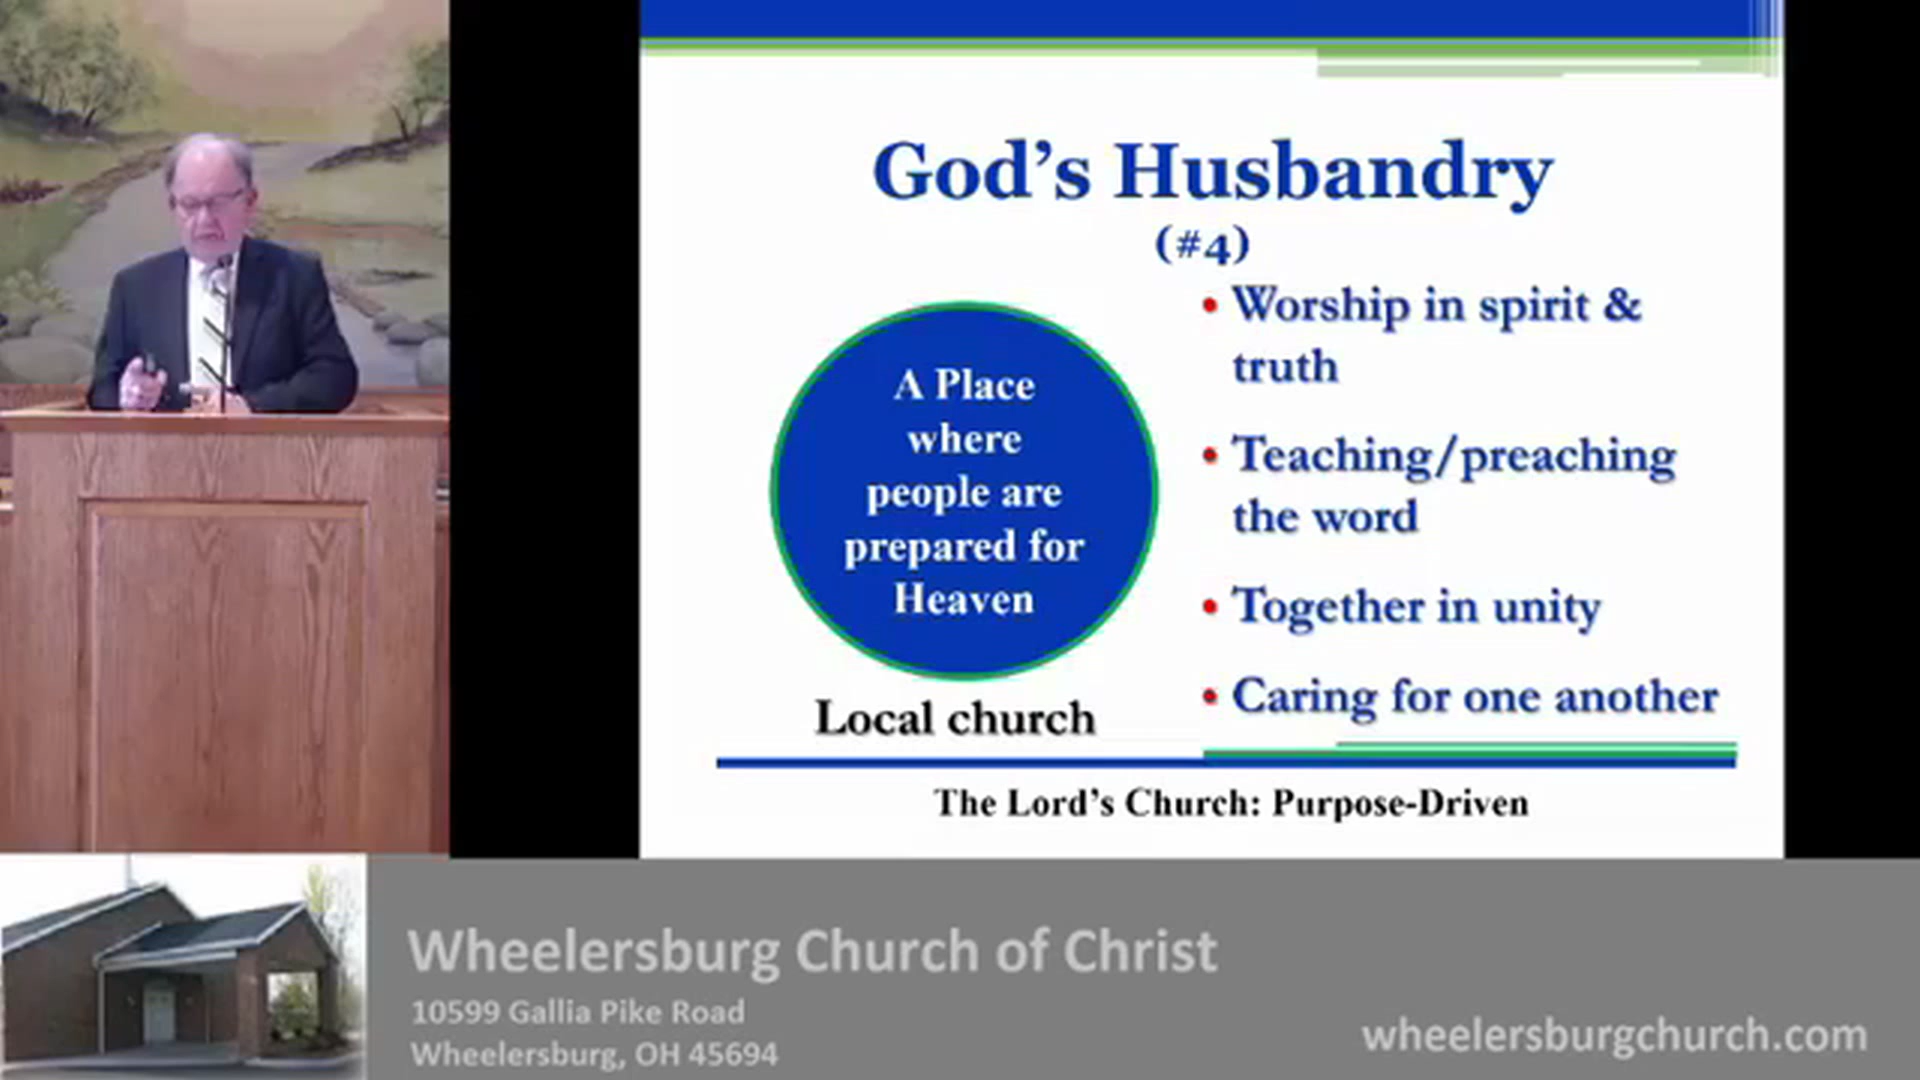 God’s Husbandry
(#4)
A Place
where
people are
prepared for
Heaven
Local church
• Worship in spirit &
truth
• Teaching/preaching
the word
• Together in unity
• Caring for one another
The Lord’s Church: Purpose-Driven
Wheelersburg Church of Christ
10599 Gallia Pike Road
Wheelersburg, OH 45694
wheelersburgchurch.com